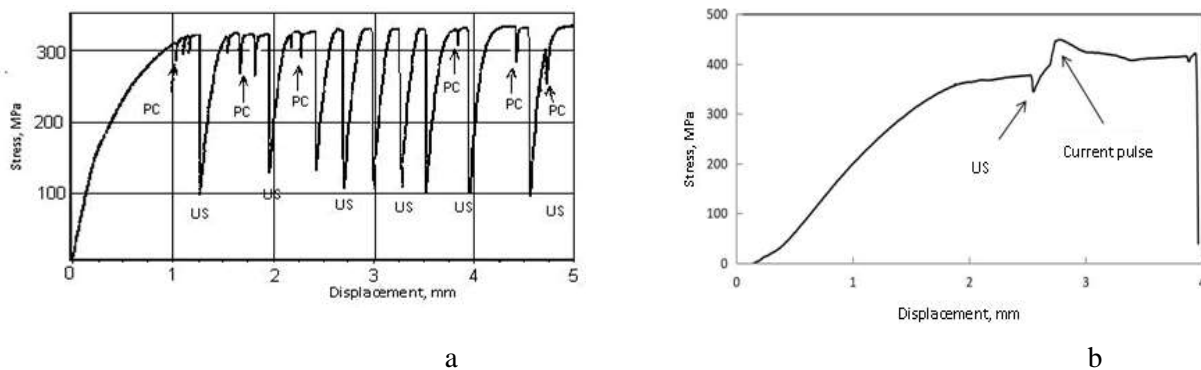 300
200
100
0
1
2
3
4
5
Stress, MPa
Displacement, mm
PC
PC
PC
PC
PC
PC
US
US
US
US
US
US
a
500
400
300
200
100
0
0
1
2
3
4
Stress, MPa
Displacement, mm
US
Current pulse
b